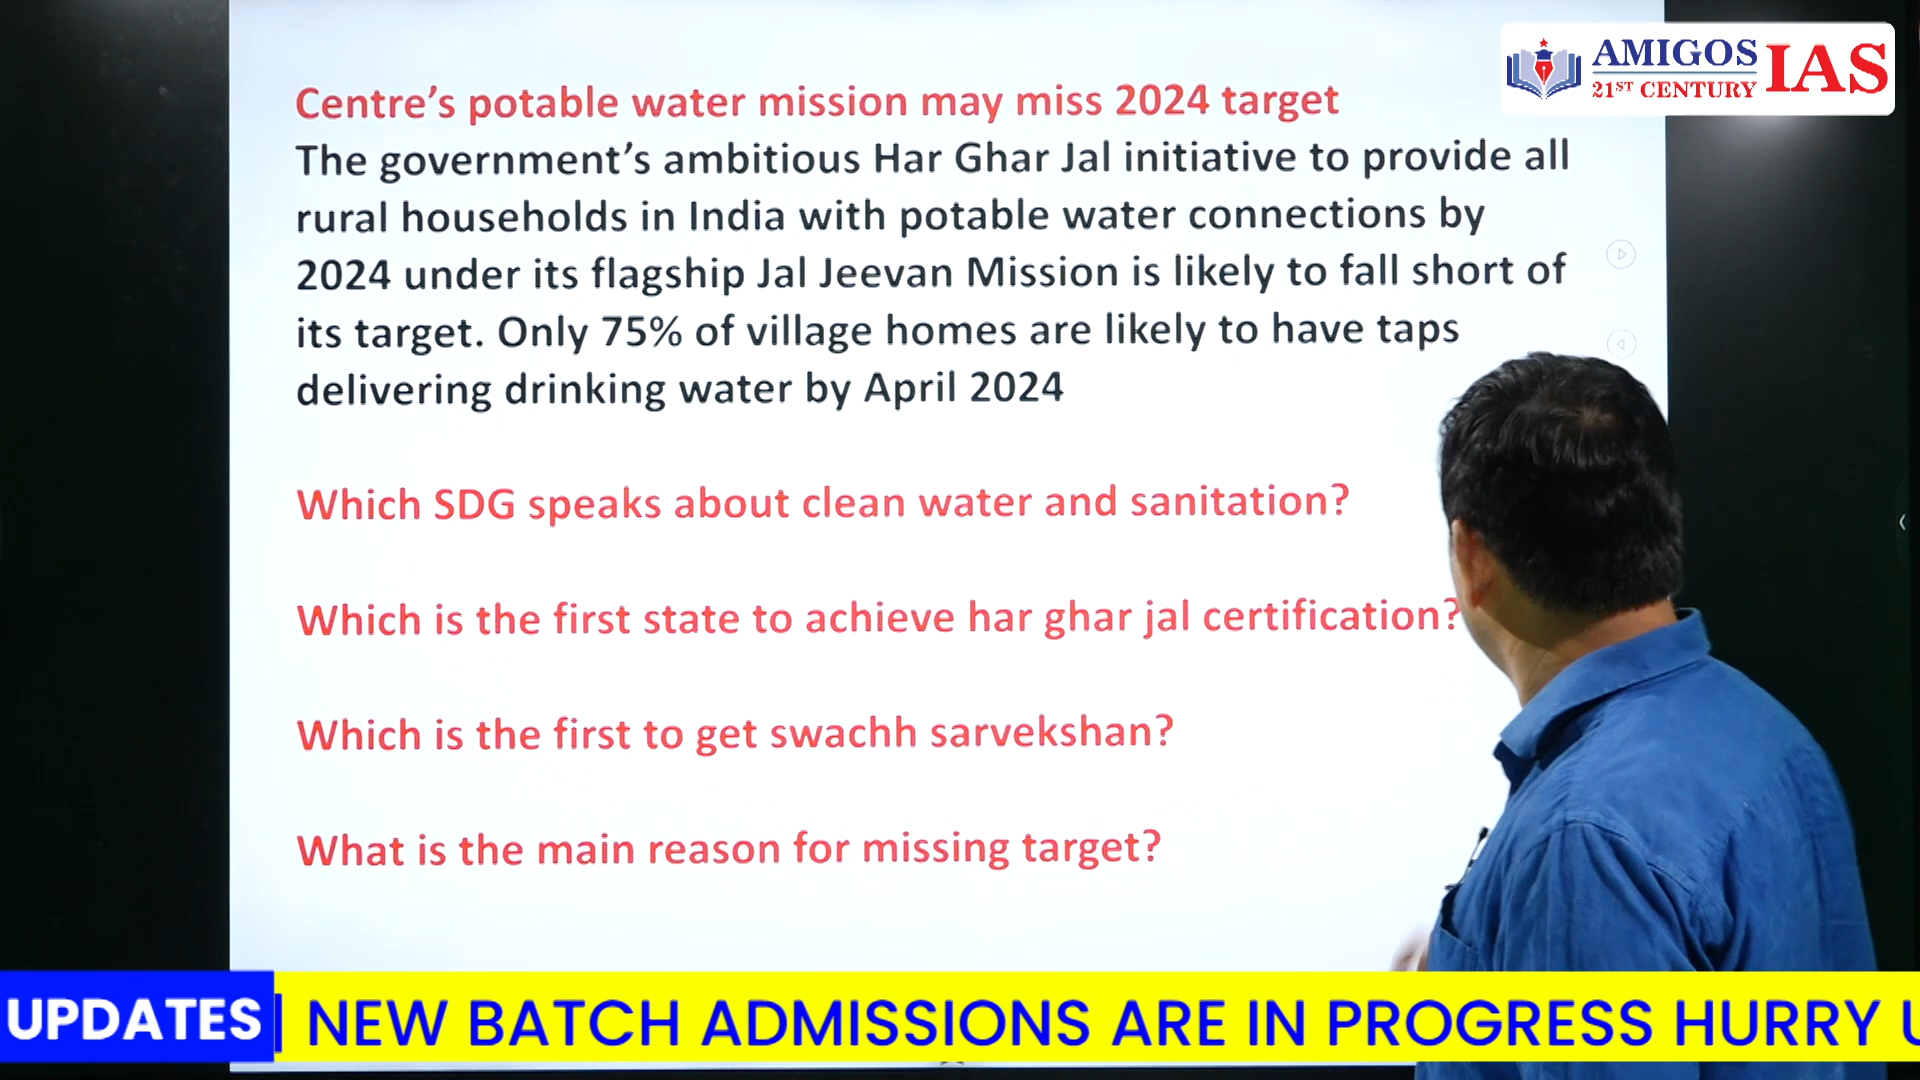 AMIGOS
21ST CENTURY
IAS
Centre's potable water mission may miss 2024 target
The government's ambitious Har Ghar Jal initiative to provide all
rural households in India with potable water connections by
2024 under its flagship Jal Jeevan Mission is likely to fall short of
its target. Only 75% of village homes are likely to have taps
delivering drinking water by April 2024
Which SDG speaks about clean water and sanitation?
Which is the first state to achieve har ghar jal certification?
Which is the first to get swachh sarvekshan?
What is the main reason for missing target?
UPDATES
NEW BATCH ADMISSIONS ARE IN PROGRESS HURRY U